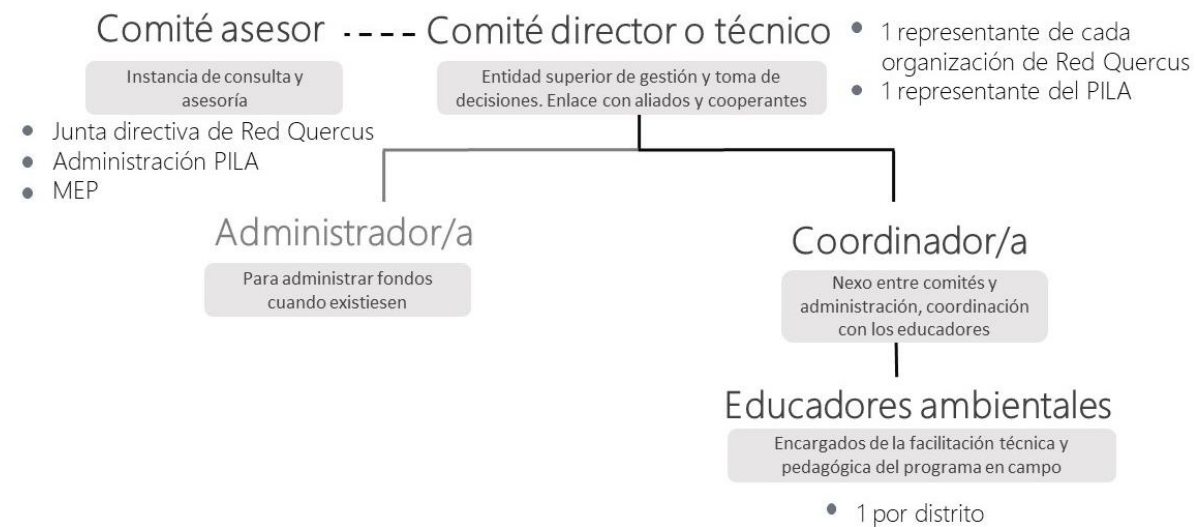 Comité asesor
Instancia de consulta y
asesoría
• Junta directiva de Red Quercus
• Administración PILA
• MEP
Comité director o técnico
Entidad superior de gestión y toma de
decisiones. Enlace con aliados y cooperantes
• 1 representante de cada
organización de Red Quercus
• 1 representante del PILA
Administrador/a
Para administrar fondos
cuando existiesen
Coordinador/a
Nexo entre comités y
administración, coordinación
con los educadores
Educadores ambientales
Encargados de la facilitación técnica y
pedagógica del programa en campo
• 1 por distrito